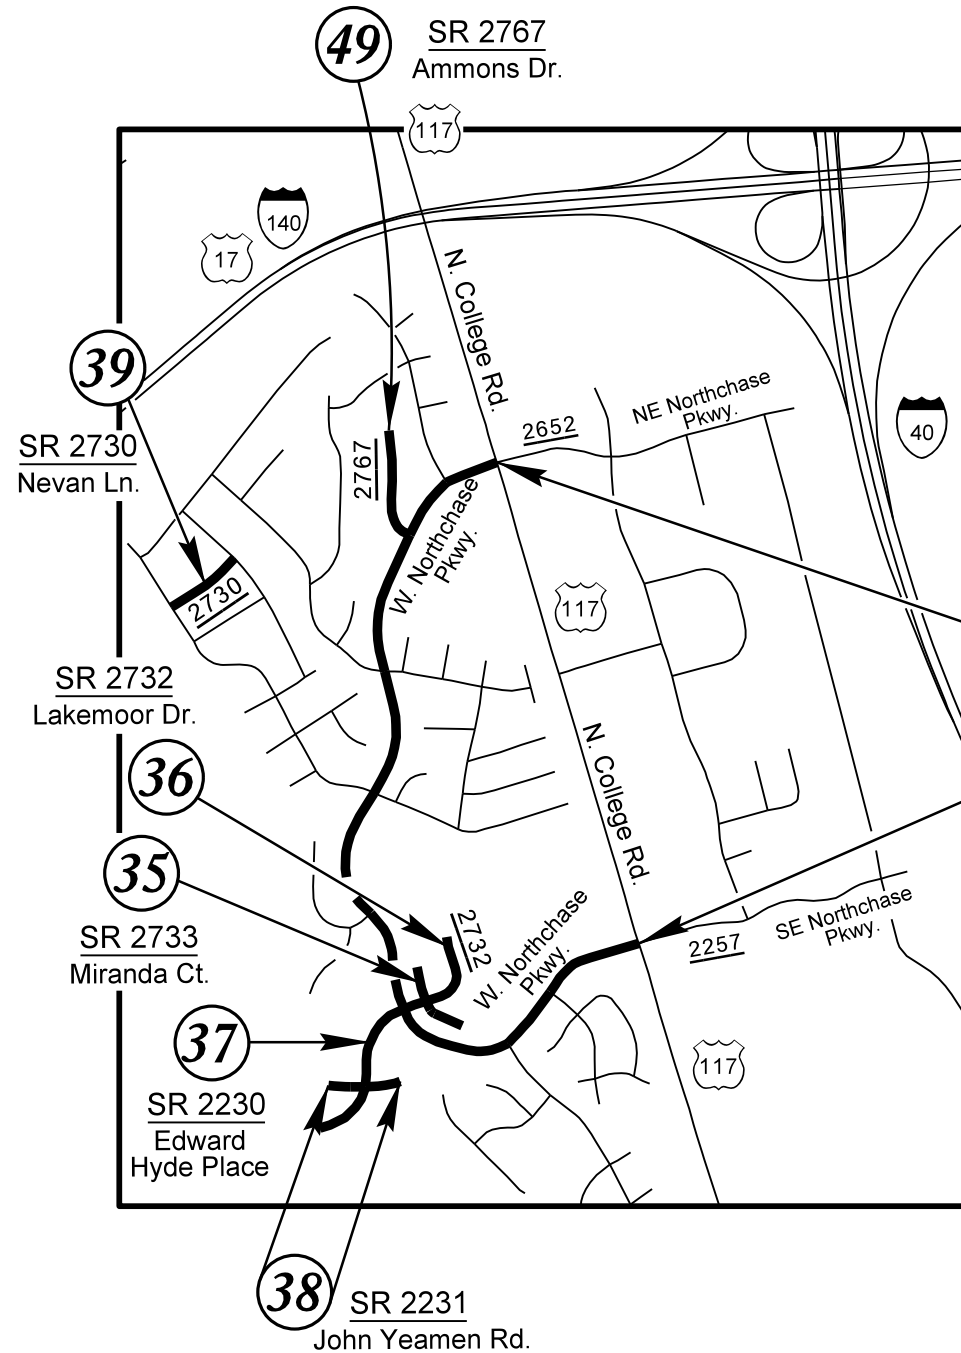 49
SR 2767
Ammons Dr.
117
140
17
N. College Rd.
39
SR 2730
Nevan Ln.
2767
2652
NE Northchase
Pkwy.
40
W. Northchase
Pkwy.
2730
117
SR 2732
Lakemoor Dr.
36
N. College Rd.
35
SR 2733
Miranda Ct.
2732
W. Northchase
Pkwy.
2257
SE Northchase
Pkwy.
37
SR 2230
Edward
Hyde Place
117
38
SR 2231
John Yeamen Rd.